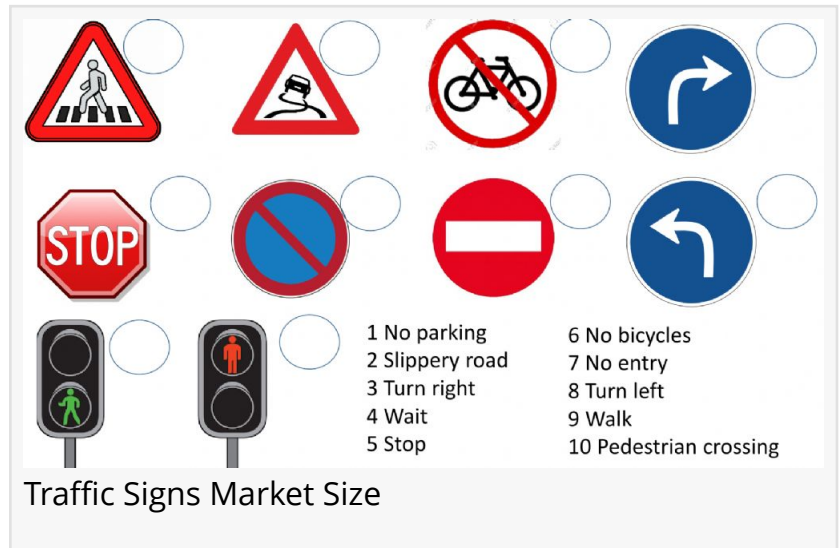 STOP
1 No parking
2 Slippery road
3 Turn right
4 Wait
5 Stop
6 No bicycles
7 No entry
8 Turn left
9 Walk
10 Pedestrian crossing
Traffic Signs Market Size